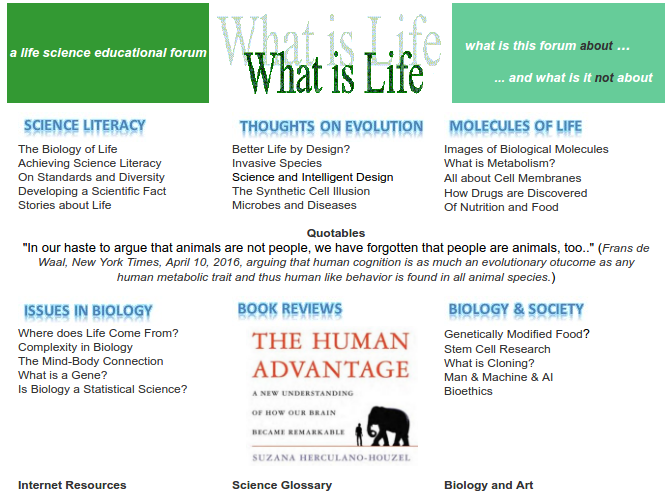 a life science educational forum
What is Life
What is Life
what is this forum about ...
... and what is it not about
SCIENCE LITERACY
The Biology of Life
Achieving Science Literacy
On Standards and Diversity
Developing a Scientific Fact
Stories about Life
THOUGHTS ON EVOLUTION
Better Life by Design?
Invasive Species
Science and Intelligent Design
The Synthetic Cell Illusion
Microbes and Diseases
MOLECULES OF LIFE
Images of Biological Molecules
What is Metabolism?
All about Cell Membranes
How Drugs are Discovered
Of Nutrition and Food
Quotables
"In our haste to argue that animals are not people, we have forgotten that people are animals, too.." (Frans de
Waal, New York Times, April 10, 2016, arguing that human cognition is as much an evolutionary otucome as any
human metabolic trait and thus human like behavior is found in all animal species.)
ISSUES IN BIOLOGY
Where does Life Come From?
Complexity in Biology
The Mind-Body Connection
What is a Gene?
Is Biology a Statistical Science?
BOOK REVIEWS
THE HUMAN
ADVANTAGE
A NEW UNDERSTANDING
OF HOW OUR BRAIN
BECAME REMARKABLE
SUZANA HERCULANO-HOUZEL
BIOLOGY & SOCIETY
Genetically Modified Food?
Stem Cell Research
What is Cloning?
Man & Machine & AI
Bioethics
Internet Resources
Science Glossary
Biology and Art